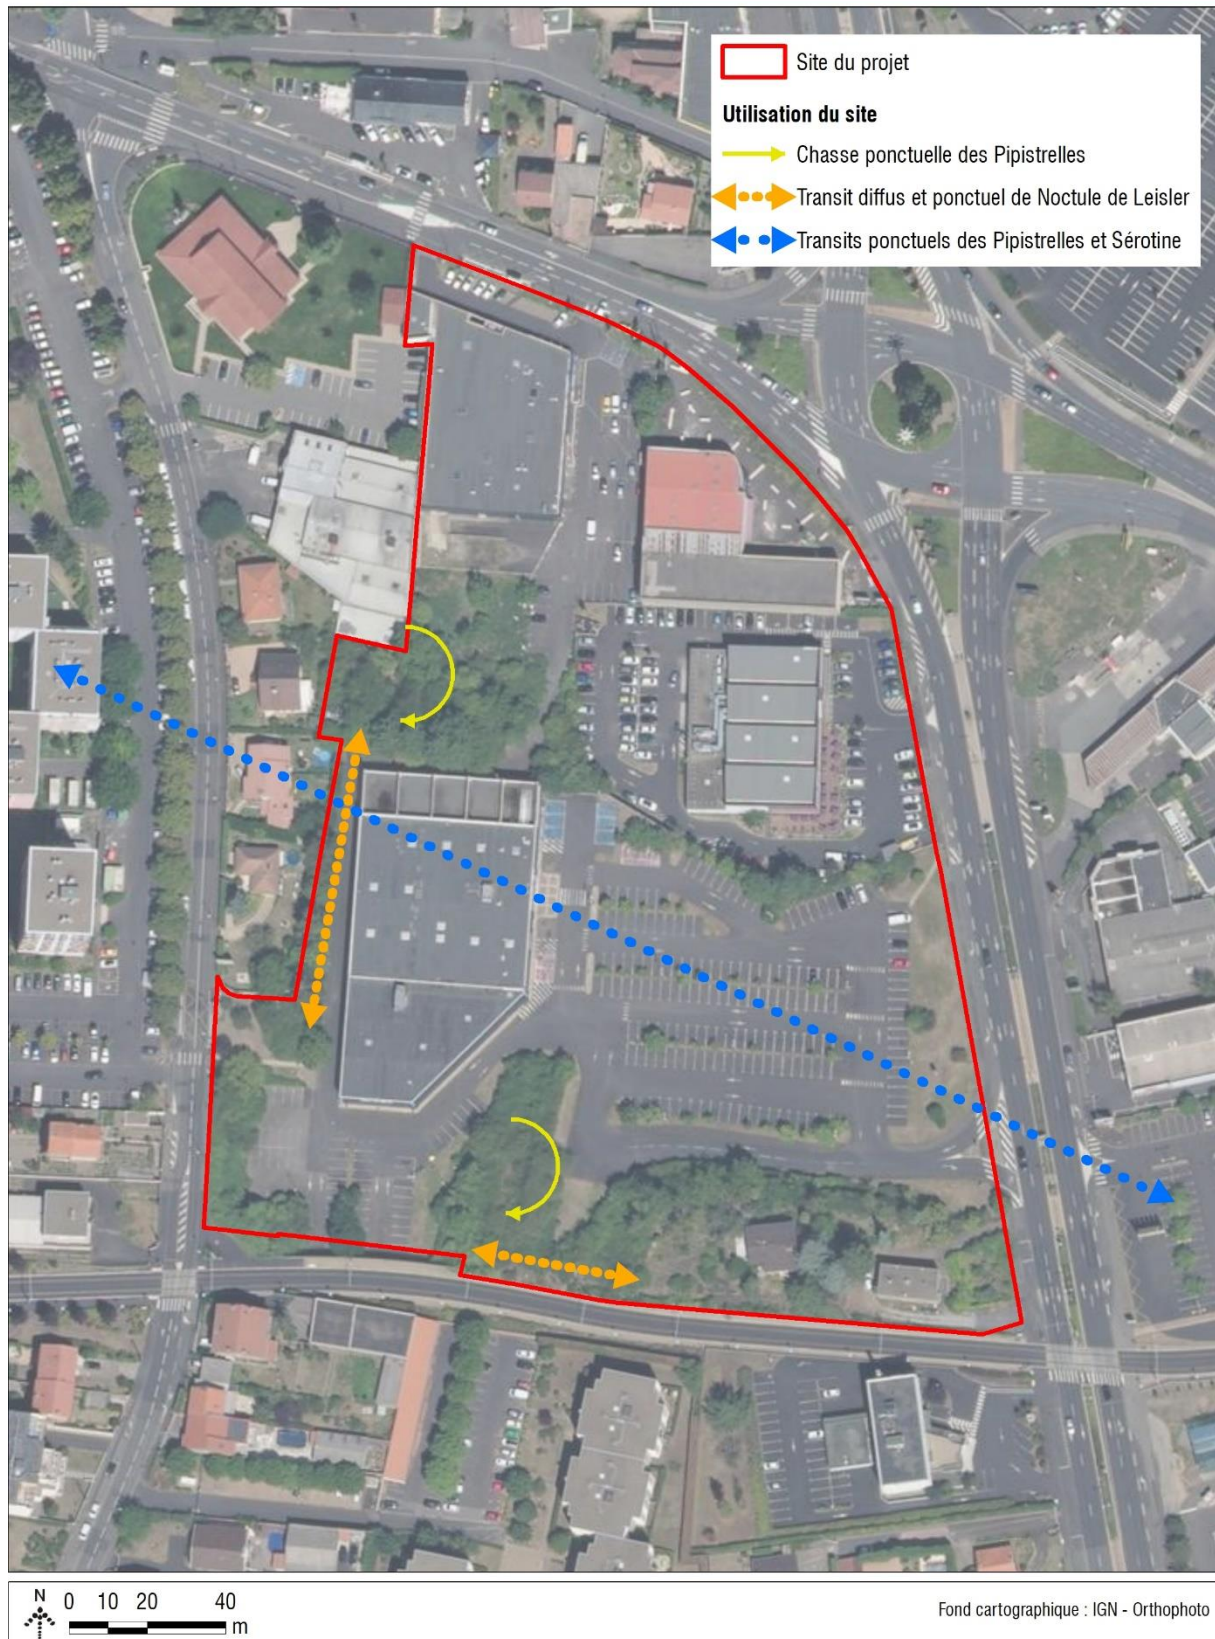 Site du projet
Utilisation du site
Chasse ponctuelle des Pipistrelles
Transit diffus et ponctuel de Noctule de Leisler
Transits ponctuels des Pipistrelles et Sérotine
N 0 10 20 40
m
Fond cartographique : IGN - Orthophoto